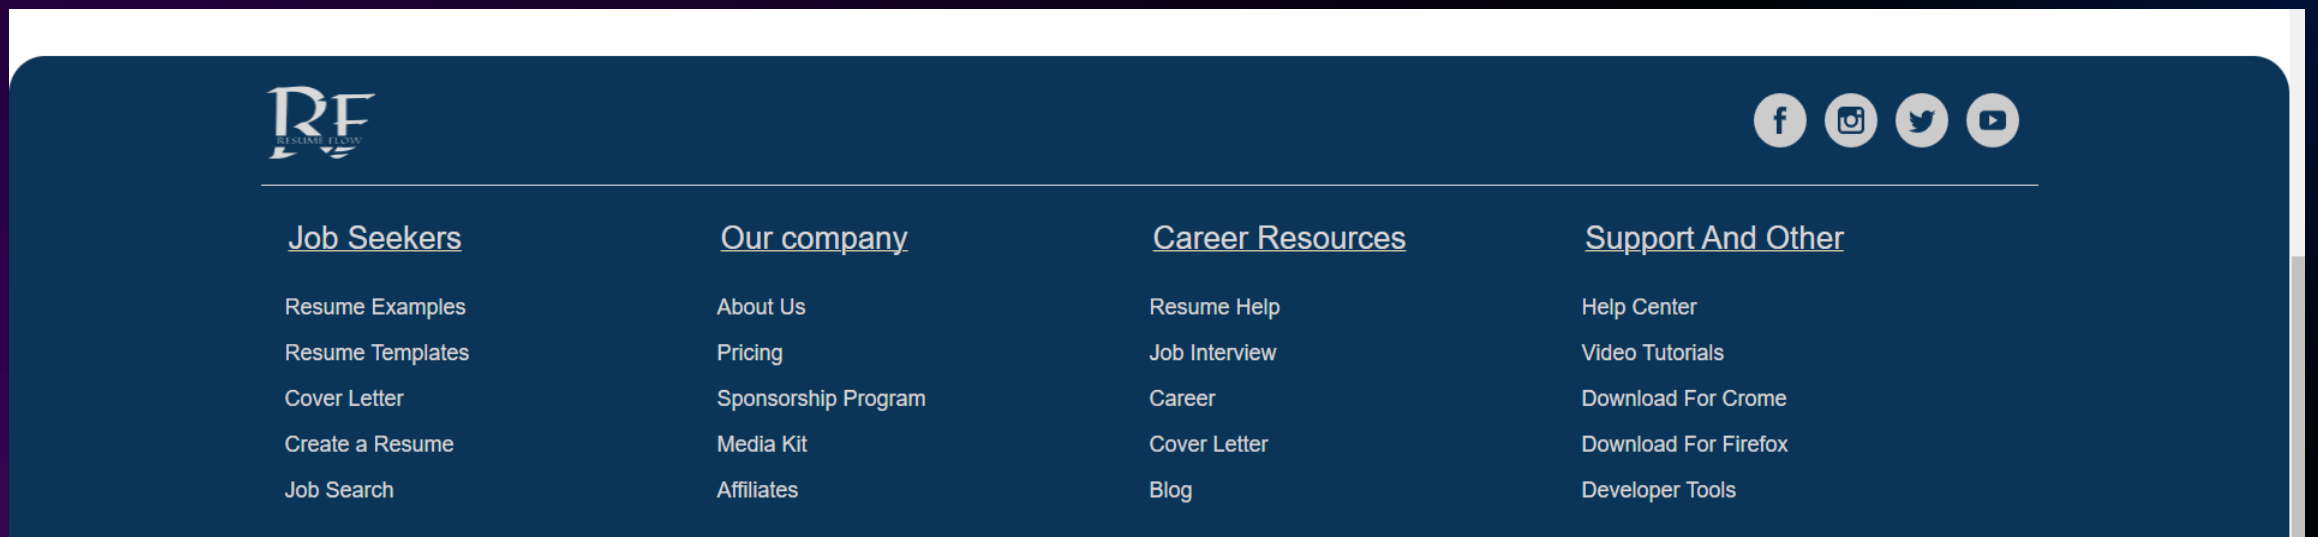 RF
RESUME FLOW
Job Seekers
Resume Examples
Resume Templates
Cover Letter
Create a Resume
Job Search
Our company
About Us
Pricing
Sponsorship Program
Media Kit
Affiliates
Career Resources
Resume Help
Job Interview
Career
Cover Letter
Blog
Support And Other
Help Center
Video Tutorials
Download For Crome
Download For Firefox
Developer Tools